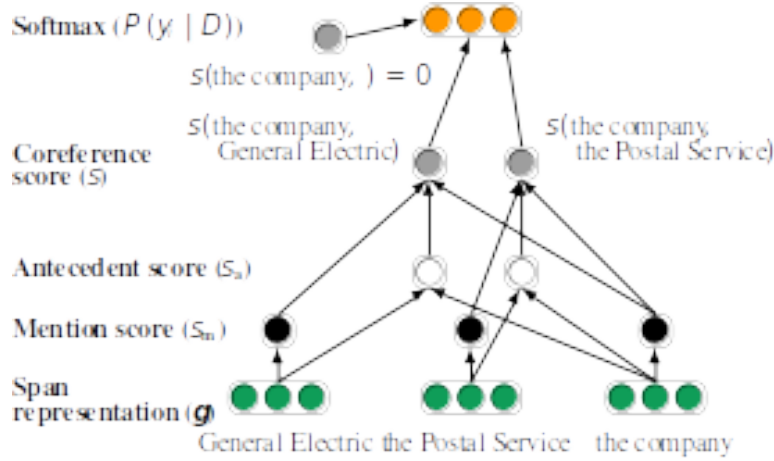 Softmax (P(yᵢ | D))
s(the company, ) = 0
s(the company,
General Electric)
s(the company,
the Postal Service)
Coreference
score (s)
Antecedent score (sₐ)
Mention score (sₘ)
Span
representation (g)
General Electric the Postal Service the company